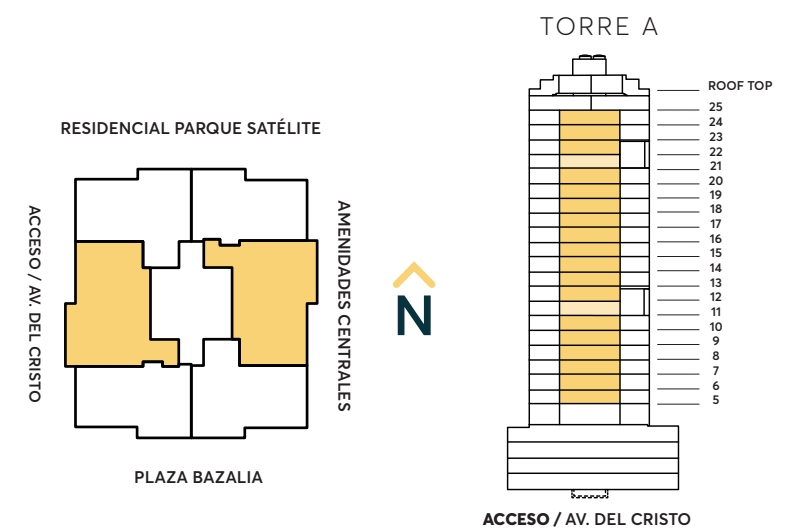 TORRE A
RESIDENCIAL PARQUE SATÉLITE
ACCESO / AV. DEL CRISTO
AMENIDADES CENTRALES
PLAZA BAZALIA
N
ROOF TOP
25
24
23
22
21
20
19
18
17
16
15
14
13
12
11
10
9
8
7
6
5
ACCESO / AV. DEL CRISTO